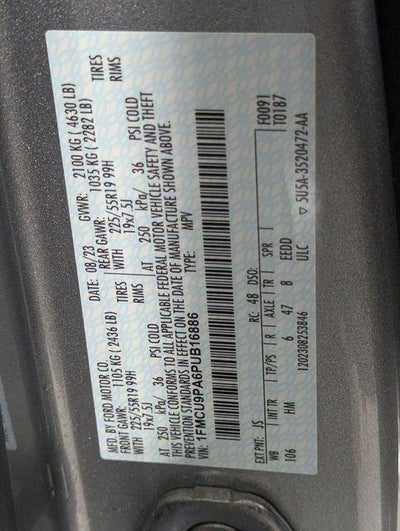 MFD. BY FORD MOTOR CO.
DATE: 08/23 GVWR: 2100 KG ( 4630 LB)
FRONT GAWR: 1105 KG ( 2436 LB) REAR GAWR: 1035 KG ( 2282 LB)
WITH 225/55R19 99H TIRES WITH 225/55R19 99H TIRES
19x7.5J RIMS 19x7.5J RIMS
AT 250 kPa/ 36 PSI COLD AT 250 kPa/ 36 PSI COLD
THIS VEHICLE CONFORMS TO ALL APPLICABLE FEDERAL MOTOR VEHICLE SAFETY AND THEFT
PREVENTION STANDARDS IN EFFECT ON THE DATE OF MANUFACTURE SHOWN ABOVE.
VIN: 1FMCU9PA6PUB16886 TYPE: MPV
F0091
T0187
EXT PNT: JS RC: 48 DSO:
WB INT TR TP/PS R AXLE TR SPR
106 HM 6 47 8 EEDD
1202308253846 ULC
5U5A-3520472-AA